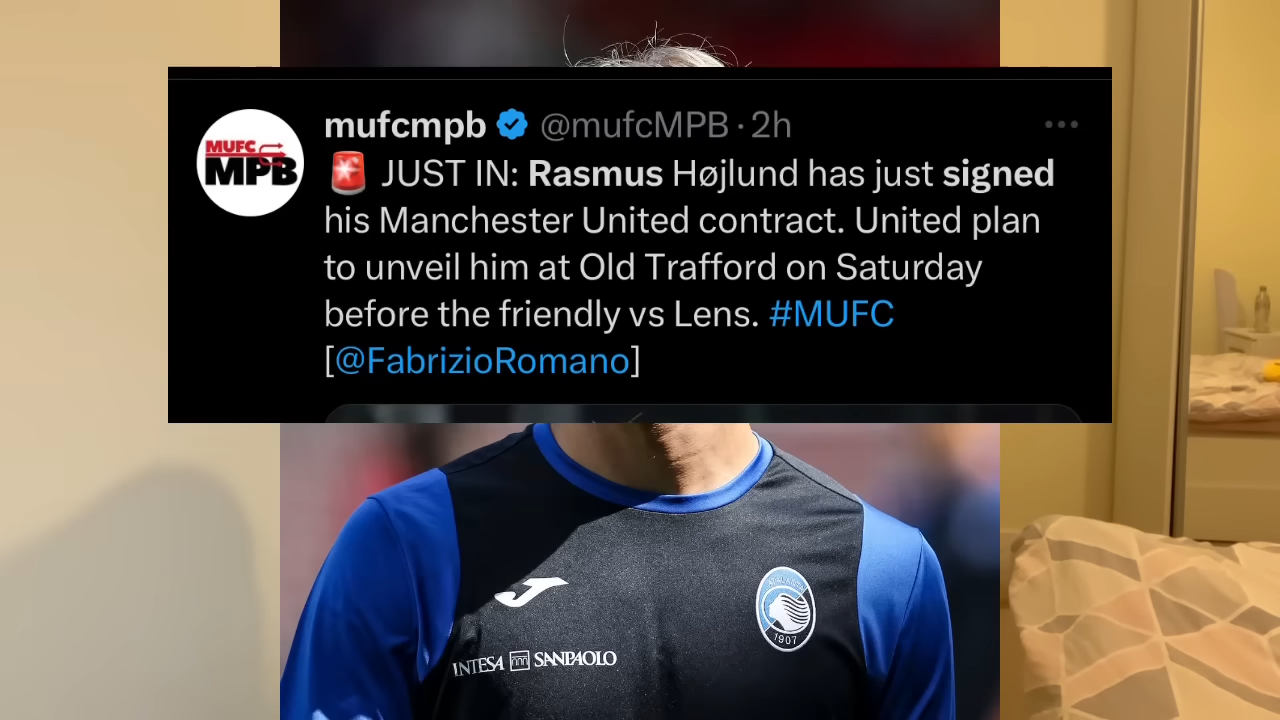 mufcmpb @mufcMPB · 2h
MUFC
MPB
🚨 JUST IN: Rasmus Højlund has just signed
his Manchester United contract. United plan
to unveil him at Old Trafford on Saturday
before the friendly vs Lens. #MUFC
[@FabrizioRomano]
1907
INTESA SANPAOLO